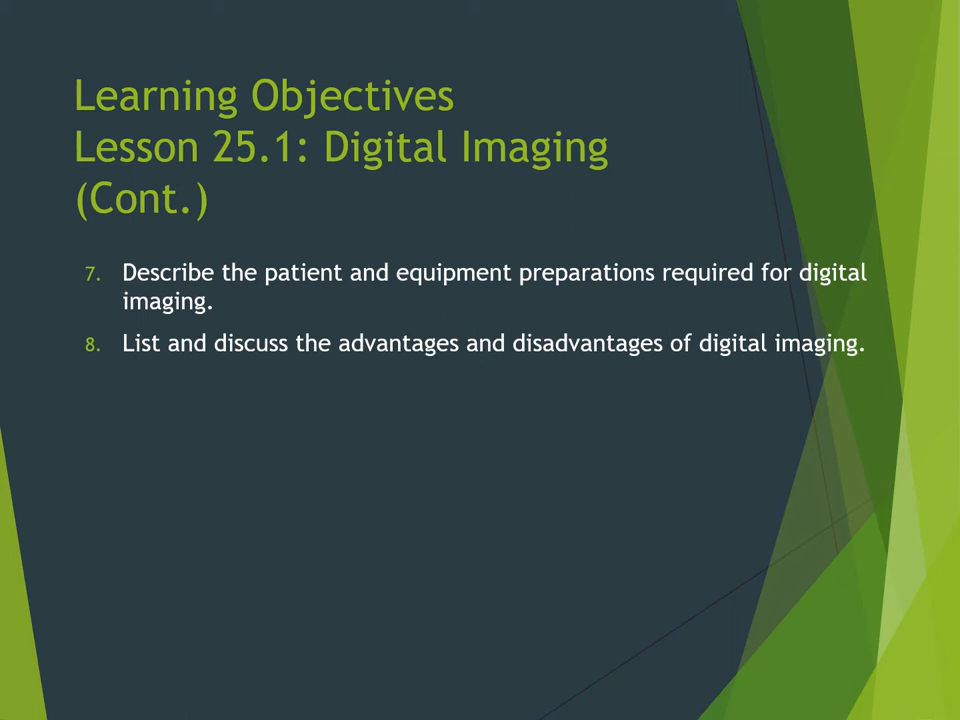 Learning Objectives
Lesson 25.1: Digital Imaging
(Cont.)
7. Describe the patient and equipment preparations required for digital
imaging.
8. List and discuss the advantages and disadvantages of digital imaging.